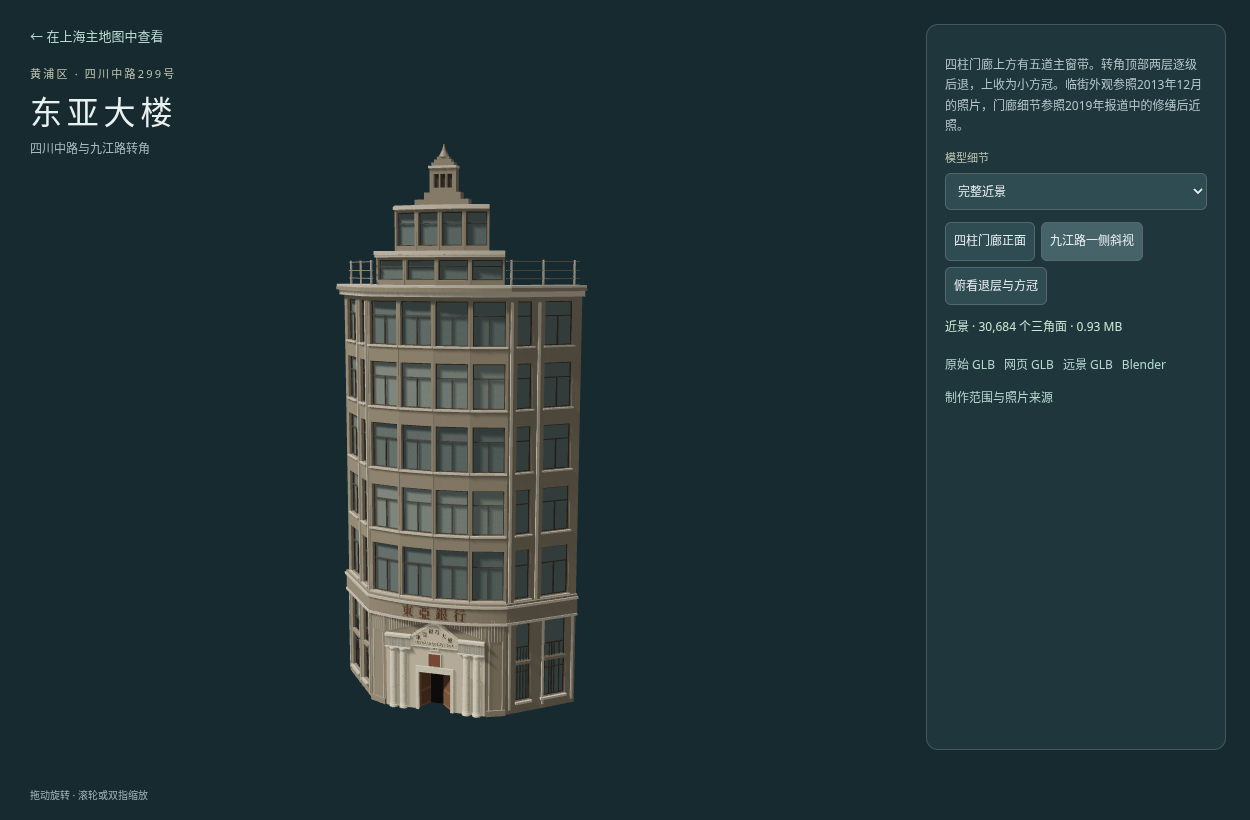 ← 在上海主地图中查看
黄浦区 · 四川中路299号
东亚大楼
四川中路与九江路转角
東亞銀行
四柱门廊上方有五道主窗带。转角顶部两层逐级
后退，上收为小方冠。临街外观参照2013年12月
的照片，门廊细节参照2019年报道中的修缮后近
照。
模型细节
完整近景
四柱门廊正面 九江路一侧斜视
俯看退层与方冠
近景 · 30,684 个三角面 · 0.93 MB
原始 GLB 网页 GLB 远景 GLB Blender
制作范围与照片来源
拖动旋转 · 滚轮或双指缩放